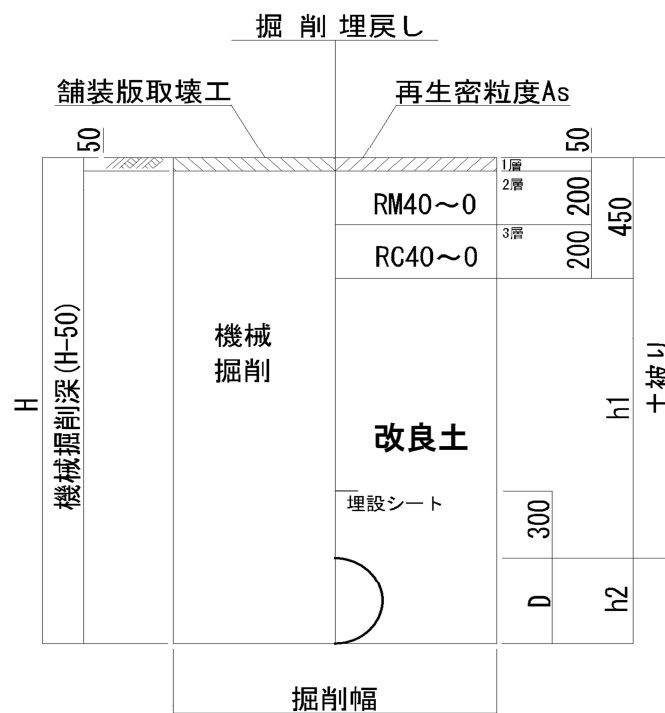 掘 削 埋戻し
舗装版取壊工
再生密粒度As
50
50
1層
2層
RM40～0
200
450
3層
RC40～0
200
機械
掘削
機械掘削深(H-50)
H
土被り
h1
改良土
埋設シート
300
D
h2
掘削幅